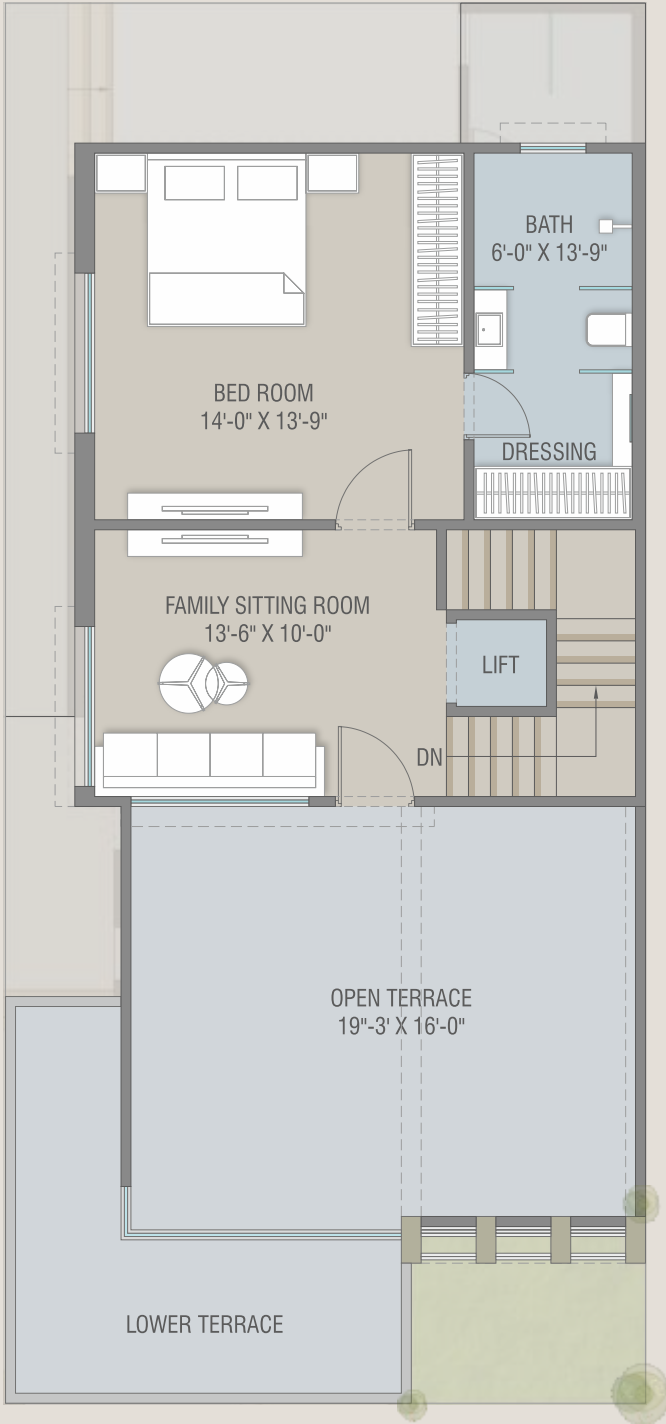 BATH
6'-0" X 13'-9"
BED ROOM
14'-0" X 13'-9"
DRESSING
FAMILY SITTING ROOM
13'-6" X 10'-0"
LIFT
DN
OPEN TERRACE
19"-3' X 16'-0"
LOWER TERRACE